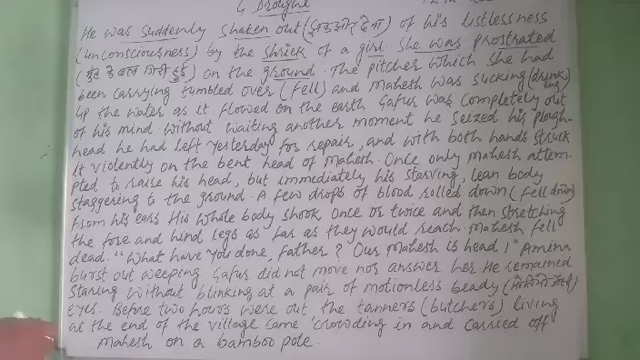 4 Drought
He was suddenly shaken out (झकझोर देना) of his listlessness
(unconsciousness) by the shrick of a girl. She was prostrated
(मुंह के बल गिरी हुई) on the ground. The pitcher which she had
been carrying tumbled over (fell) and Mahesh was sucking (drinking)
up the water as it flowed on the earth. Gafur was completely out
of his mind without waiting another moment he seized his plough-
head he had left yesterday for repair, and with both hands struck
it violently on the bent head of Mahesh. Once only Mahesh attem-
pted to raise his head, but immediately his starving, lean body
staggering to the ground. A few drops of blood rolled down (fell down)
from his ears. His whole body shook once or twice and then stretching
the fore and hind legs as far as they would reach Mahesh fell
dead. "What have you done, Father? Our Mahesh is head!" Amina
burst out weeping. Gafur did not move nor answer her. He remained
staring without blinking at a pair of motionless beady
eyes. Before two hours were out the tanners (butchers) living
at the end of the village came crowding in and carried off
Mahesh on a bamboo pole.